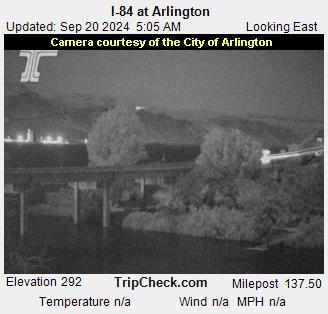 I-84 at Arlington
Updated: Sep 20 2024 5:05 AM Looking East
Camera courtesy of the City of Arlington
Elevation 292 TripCheck.com Milepost 137.50
Temperature n/a Wind n/a MPH n/a